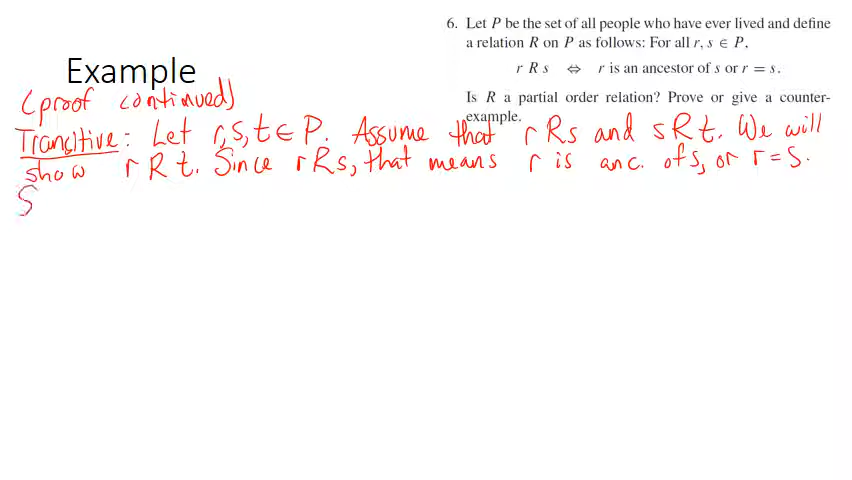 6. Let P be the set of all people who have ever lived and define
a relation R on P as follows: For all r, s ∈ P,
r R s ⇔ r is an ancestor of s or r = s.
Is R a partial order relation? Prove or give a counter-
example.
Example
(proof continued)
Transitive: Let r, s, t ∈ P. Assume that r R s and s R t. We will
show r R t. Since r R s, that means r is anc. of s, or r = s.
S